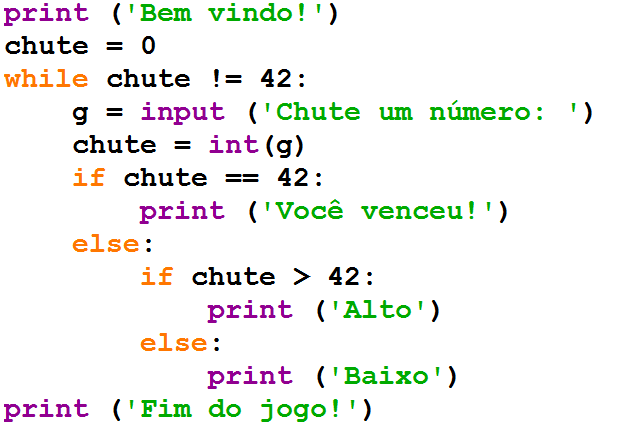 print ('Bem vindo!')
chute = 0
while chute != 42:
    g = input ('Chute um número: ')
    chute = int(g)
    if chute == 42:
        print ('Você venceu!')
    else:
        if chute > 42:
            print ('Alto')
        else:
            print ('Baixo')
print ('Fim do jogo!')